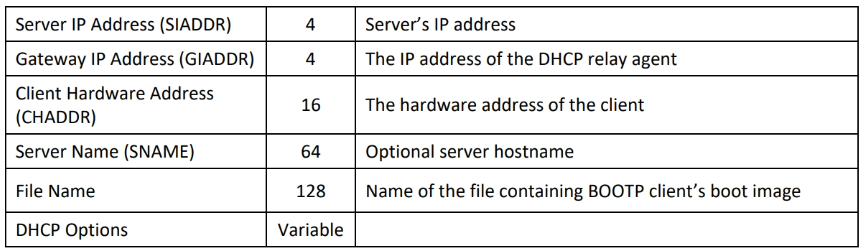 Server IP Address (SIADDR) 4 Server’s IP address
Gateway IP Address (GIADDR) 4 The IP address of the DHCP relay agent
Client Hardware Address
(CHADDR) 16 The hardware address of the client
Server Name (SNAME) 64 Optional server hostname
File Name 128 Name of the file containing BOOTP client’s boot image
DHCP Options Variable